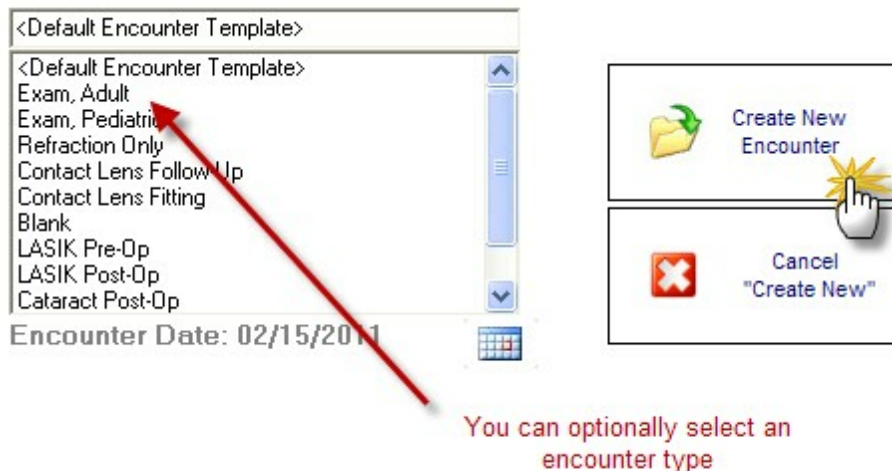 <Default Encounter Template>
<Default Encounter Template>
Exam, Adult
Exam, Pediatric
Refraction Only
Contact Lens Follow-Up
Contact Lens Fitting
Blank
LASIK Pre-Op
LASIK Post-Op
Cataract Post-Op
Encounter Date: 02/15/2011
Create New
Encounter
Cancel
"Create New"
You can optionally select an
encounter type